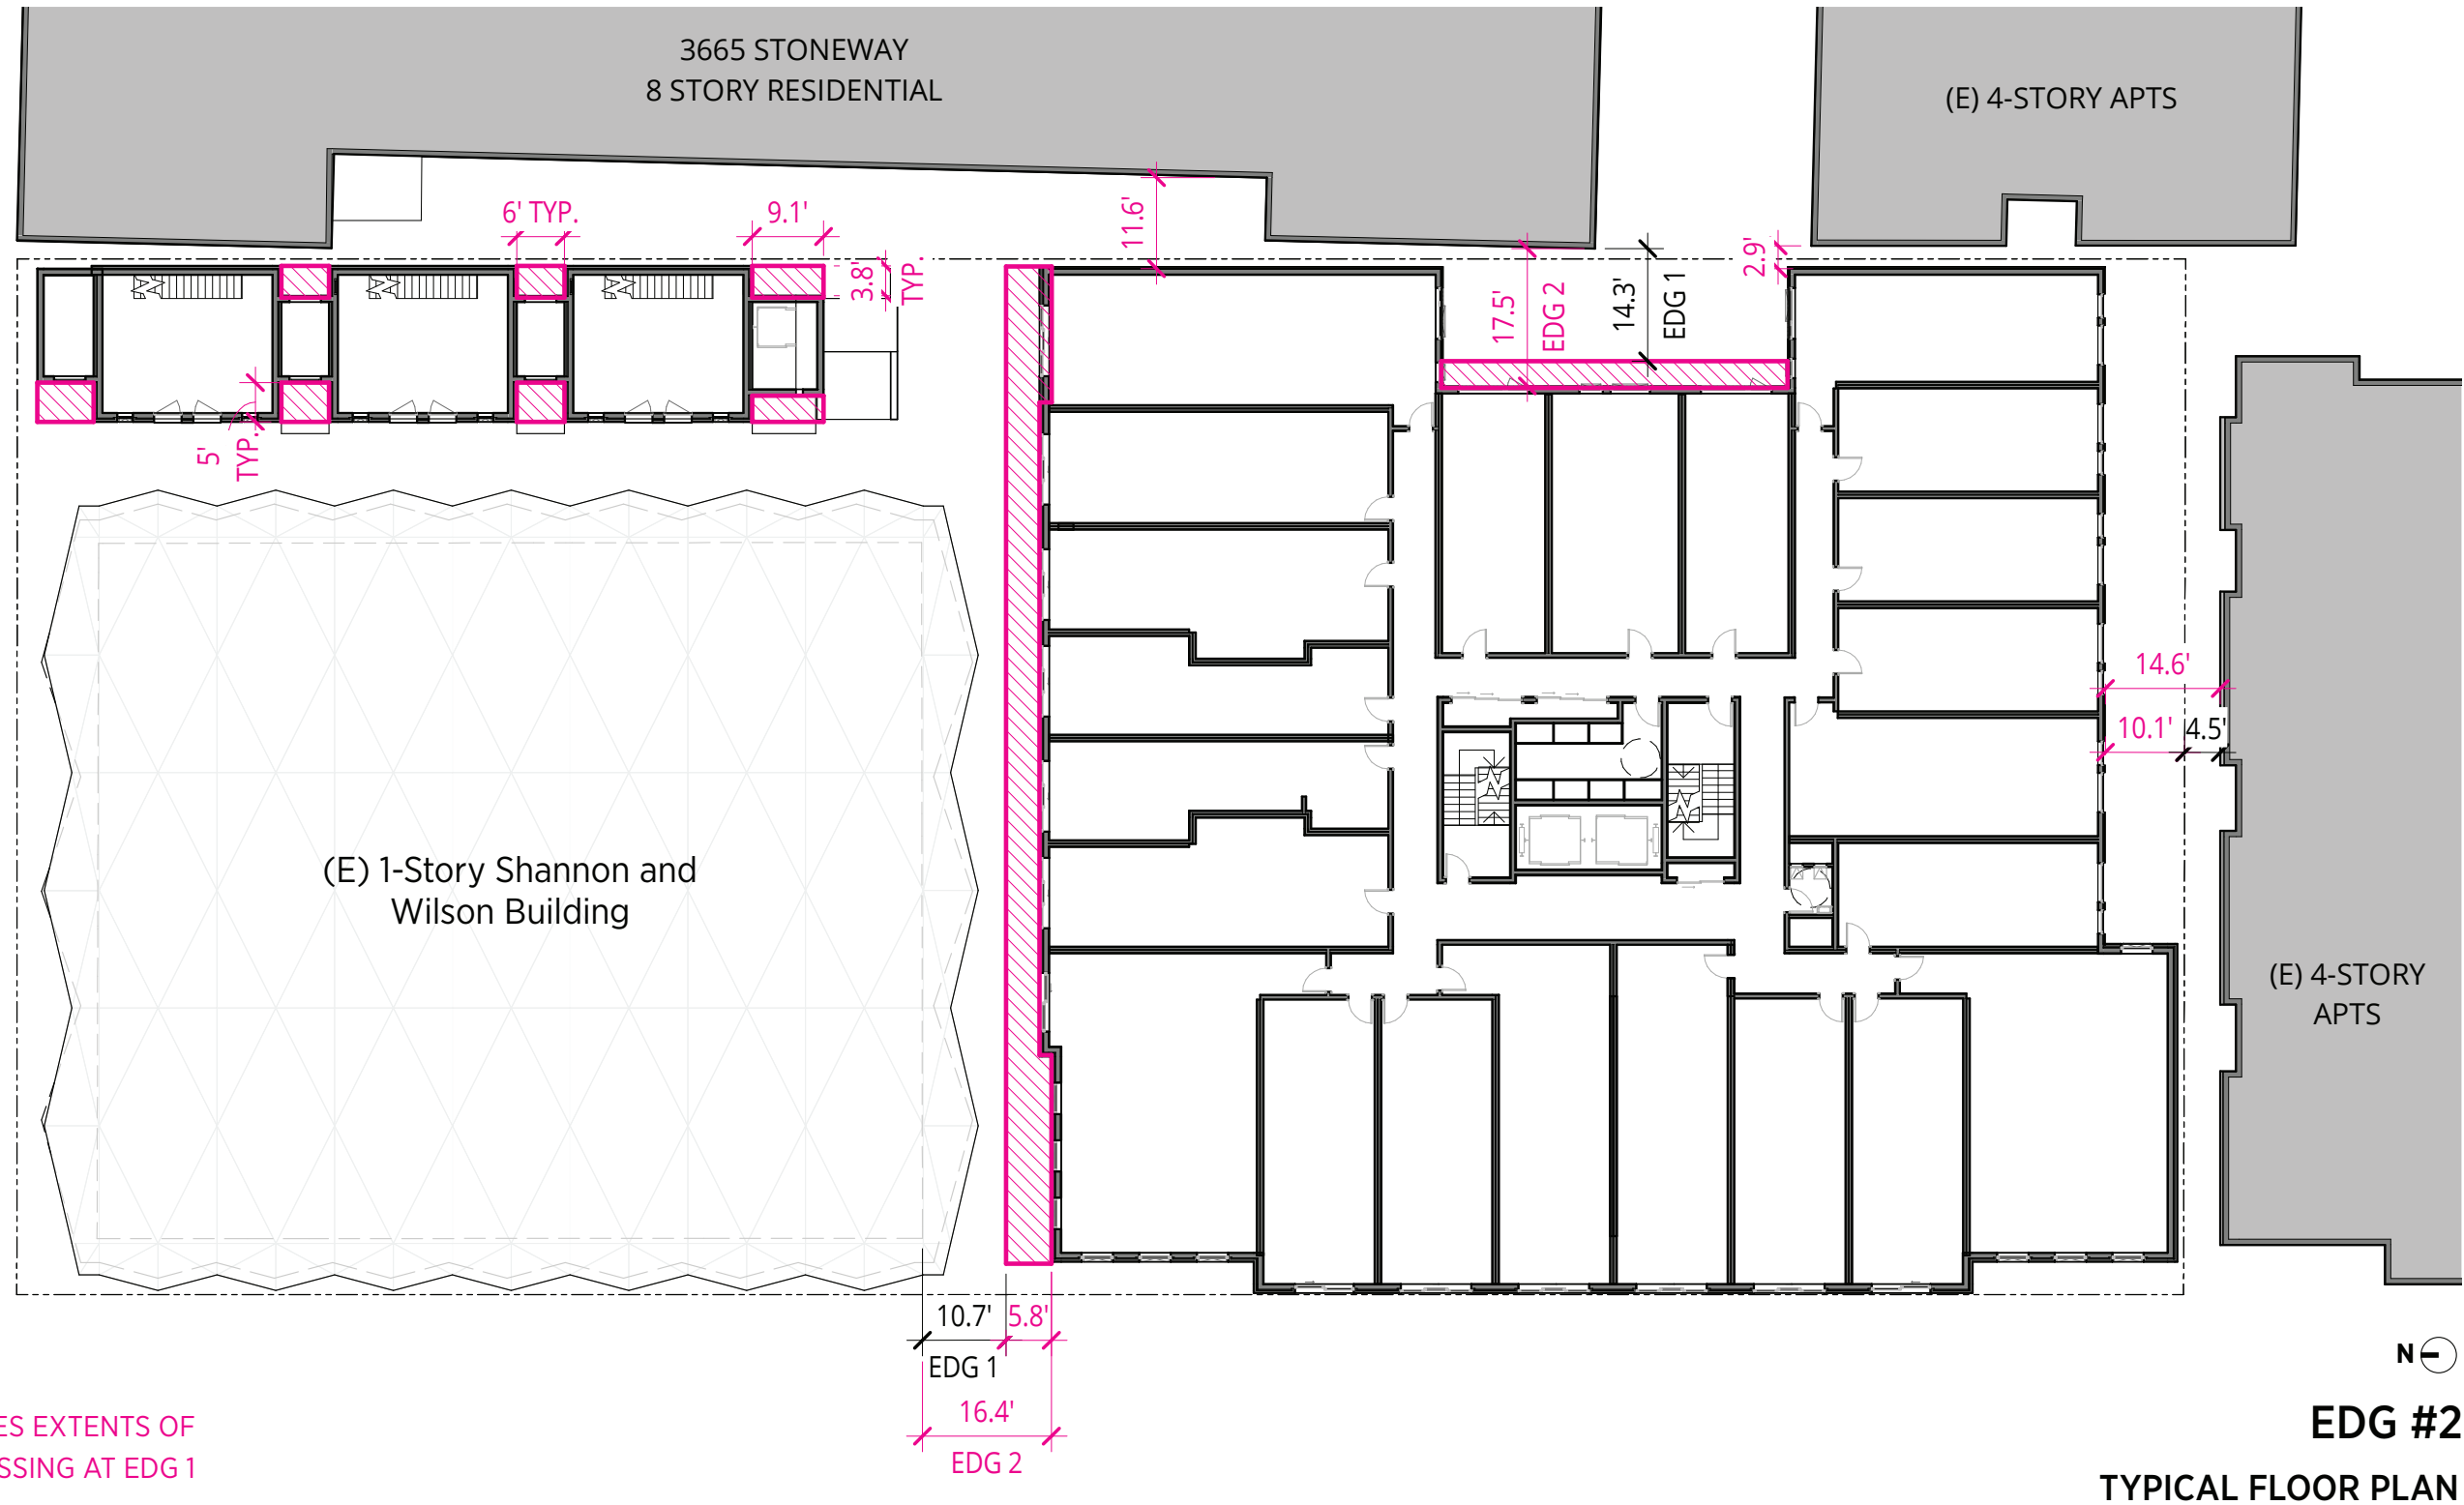 3665 STONEWAY
8 STORY RESIDENTIAL
(E) 4-STORY APTS
6' TYP.
9.1'
11.6'
3.8'
TYP.
17.5'
EDG 2
14.3'
EDG 1
2.9'
5'
TYP.
14.6'
10.1'
4.5'
(E) 1-Story Shannon and
Wilson Building
(E) 4-STORY
APTS
10.7'
5.8'
EDG 1
16.4'
EDG 2
N
ES EXTENTS OF
SSING AT EDG 1
EDG #2
TYPICAL FLOOR PLAN